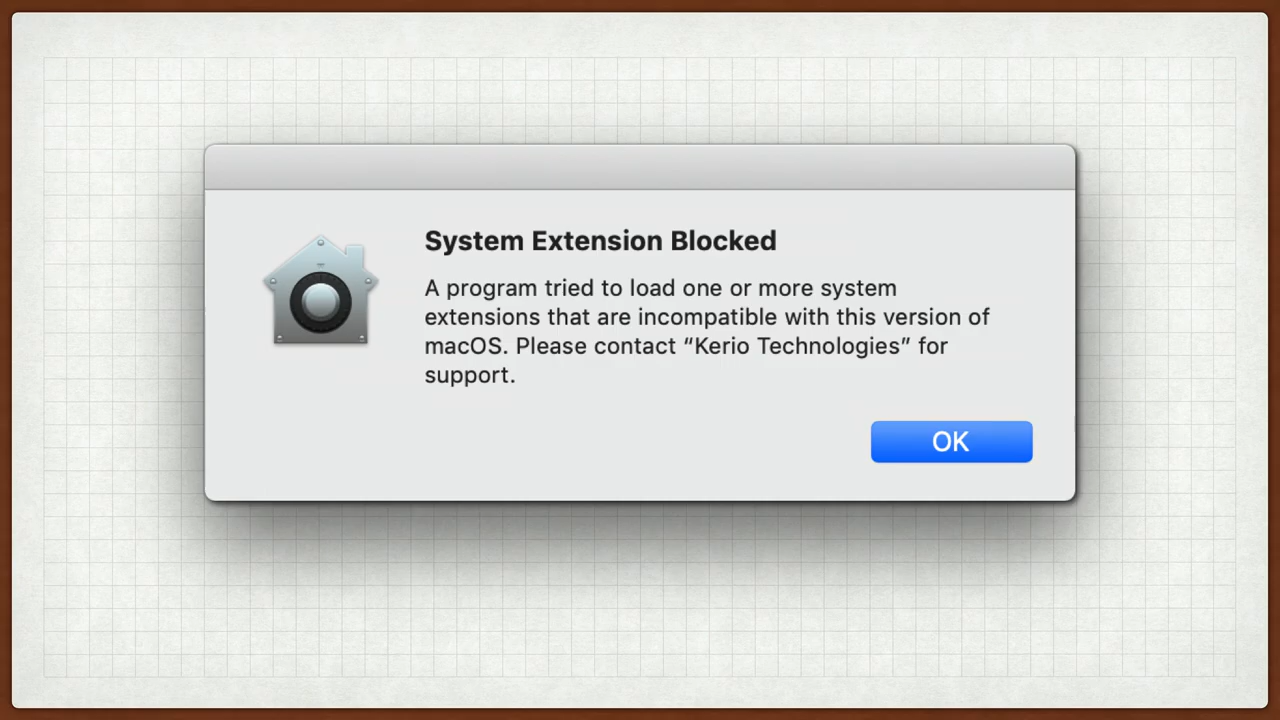 System Extension Blocked
A program tried to load one or more system
extensions that are incompatible with this version of
macOS. Please contact “Kerio Technologies” for
support.
OK